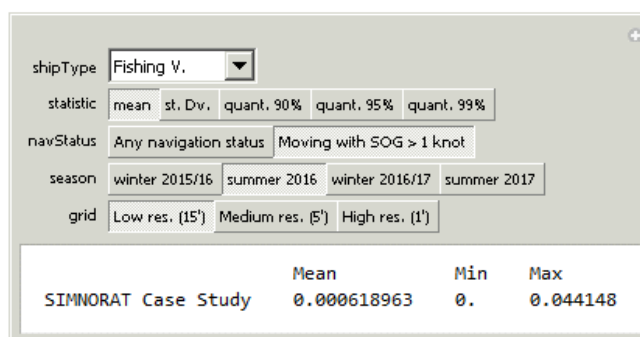 shipType Fishing V.
statistic mean st. Dv. quant. 90% quant. 95% quant. 99%
navStatus Any navigation status Moving with SOG > 1 knot
season winter 2015/16 summer 2016 winter 2016/17 summer 2017
grid Low res. (15') Medium res. (5') High res. (1')
Mean Min Max
SIMNORAT Case Study 0.000618963 0. 0.044148